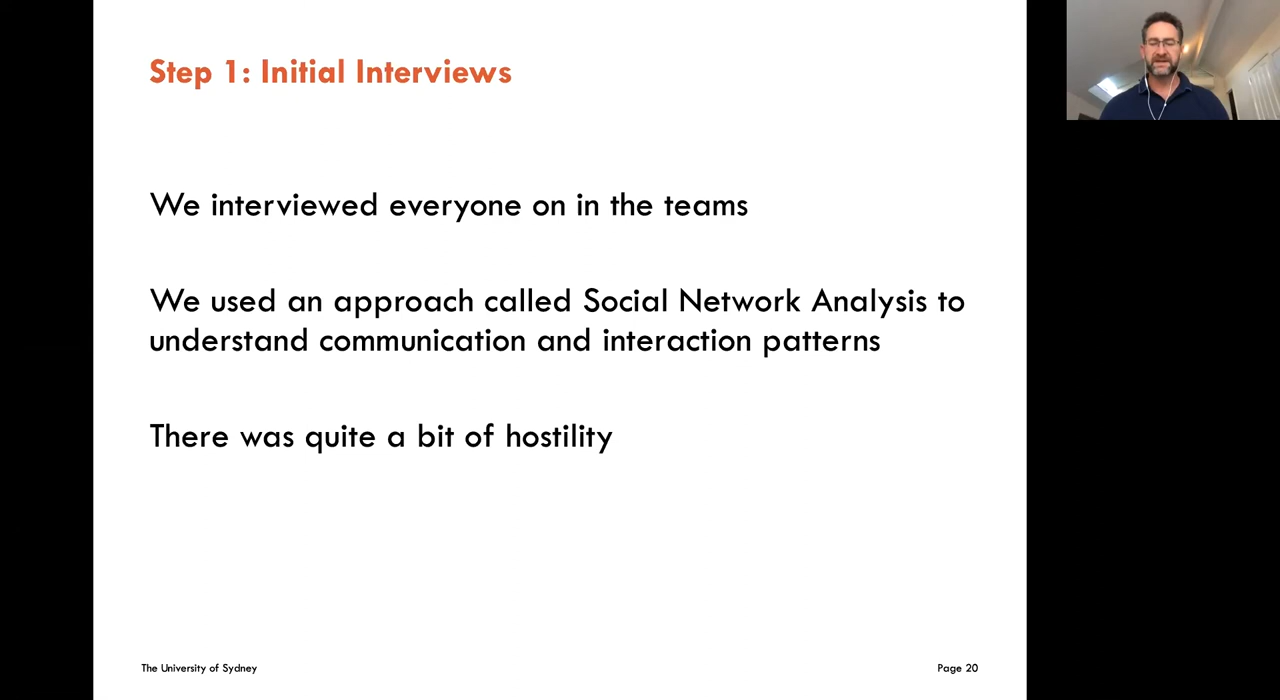 Step 1: Initial Interviews
We interviewed everyone on in the teams
We used an approach called Social Network Analysis to
understand communication and interaction patterns
There was quite a bit of hostility
The University of Sydney
Page 20